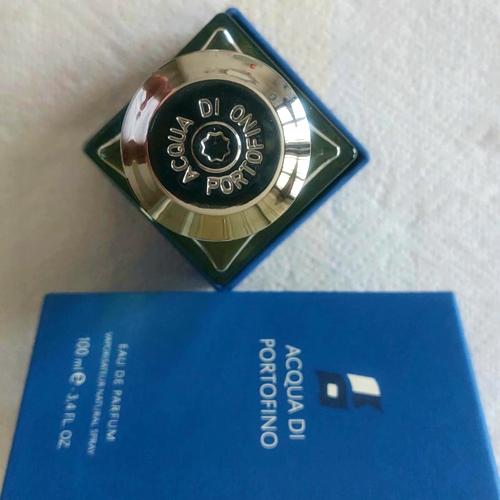 ACQUA DI PORTOFINO
ACQUA DI
PORTOFINO
EAU DE PARFUM
VAPORISATEUR NATURAL SPRAY
100 ml e 3,4 FL. OZ.